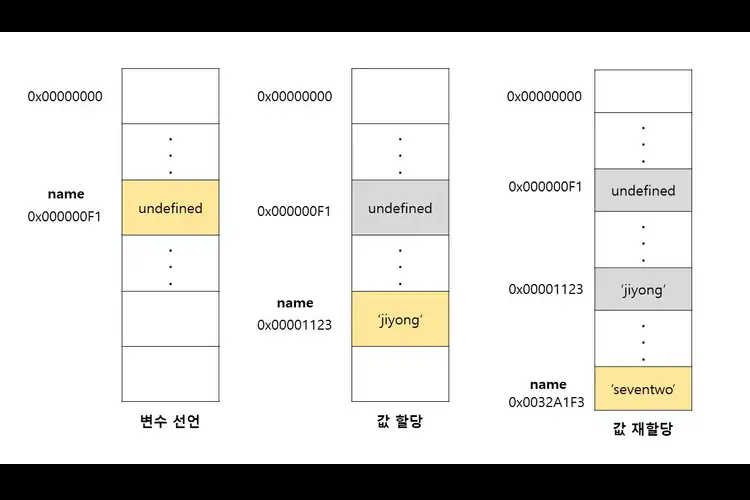 0x00000000
name
0x000000F1
undefined
변수 선언
0x00000000
0x000000F1
undefined
name
0x00001123
‘jiyong’
값 할당
0x00000000
0x000000F1
undefined
0x00001123
‘jiyong’
name
0x0032A1F3
‘seventwo’
값 재할당